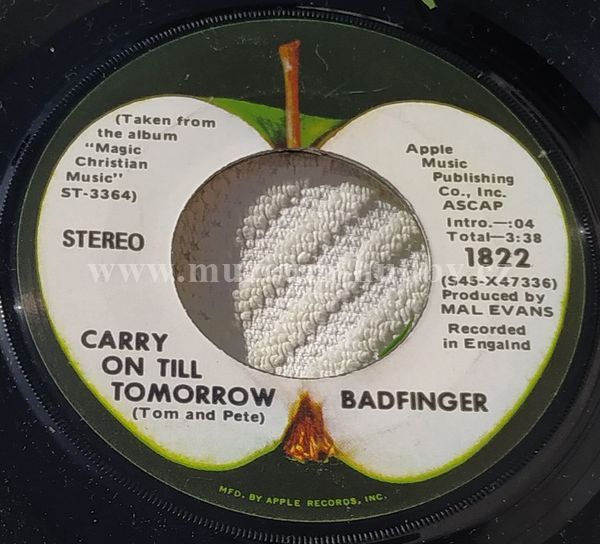 (Taken from
the album
"Magic
Christian
Music"
ST-3364)
STEREO
CARRY
ON TILL
TOMORROW
(Tom and Pete)
Apple
Music
Publishing
Co., Inc.
ASCAP
Intro.—:04
Total—3:38
1822
(S45-X47336)
Produced by
MAL EVANS
Recorded
in Engalnd
BADFINGER
MFD. BY APPLE RECORDS, INC.